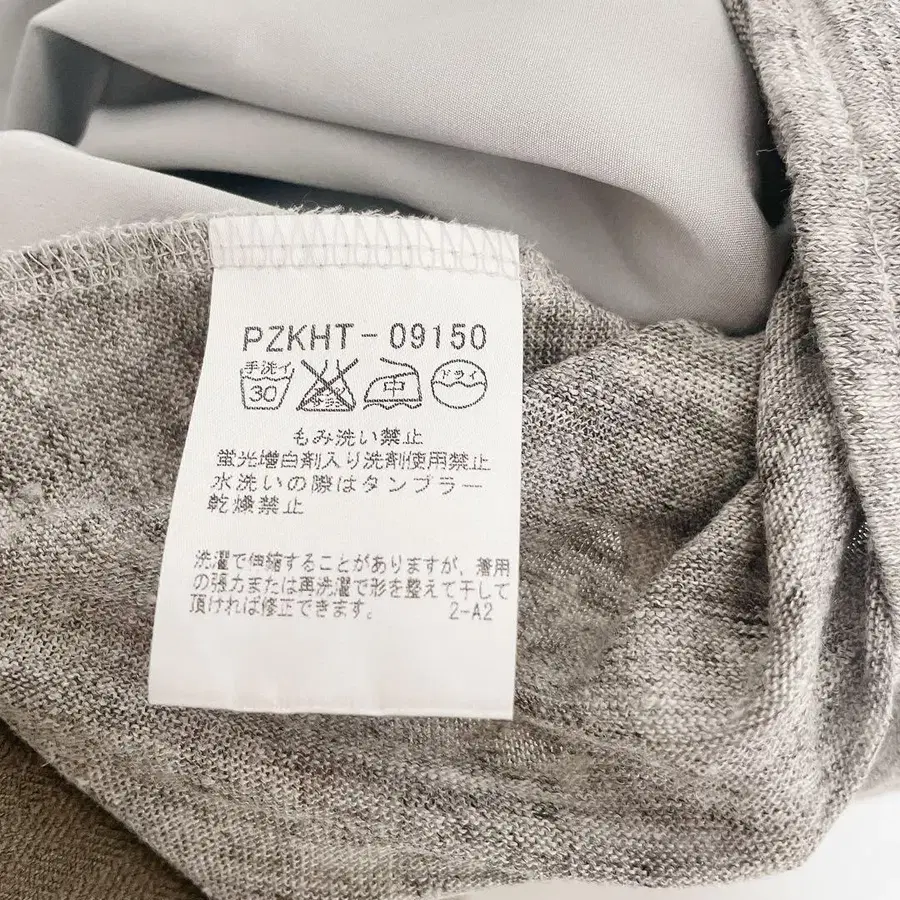 PZKHT-09150
手洗イ 30 中 ドライ
もみ洗い禁止
蛍光増白剤入り洗剤使用禁止
水洗いの際はタンブラー
乾燥禁止
洗濯で伸縮することがありますが、着用
の張力または再洗濯で形を整えて干して
頂ければ修正できます。 2-A2